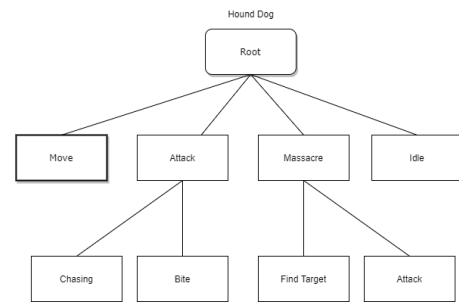 Hound Dog
Root
Move
Attack
Massacre
Idle
Chasing
Bite
Find Target
Attack